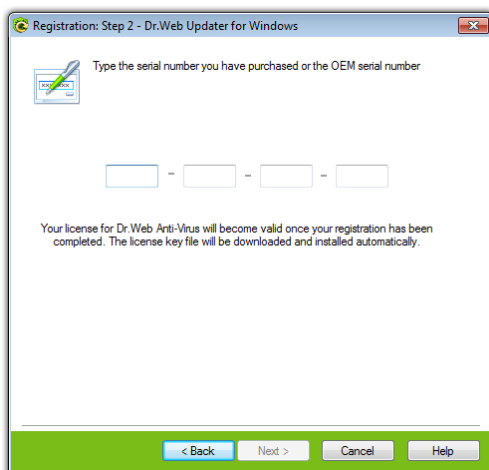 Registration: Step 2 - Dr.Web Updater for Windows
Type the serial number you have purchased or the OEM serial number
- - -
Your license for Dr.Web Anti-Virus will become valid once your registration has been
completed. The license key file will be downloaded and installed automatically.
< Back Next > Cancel Help